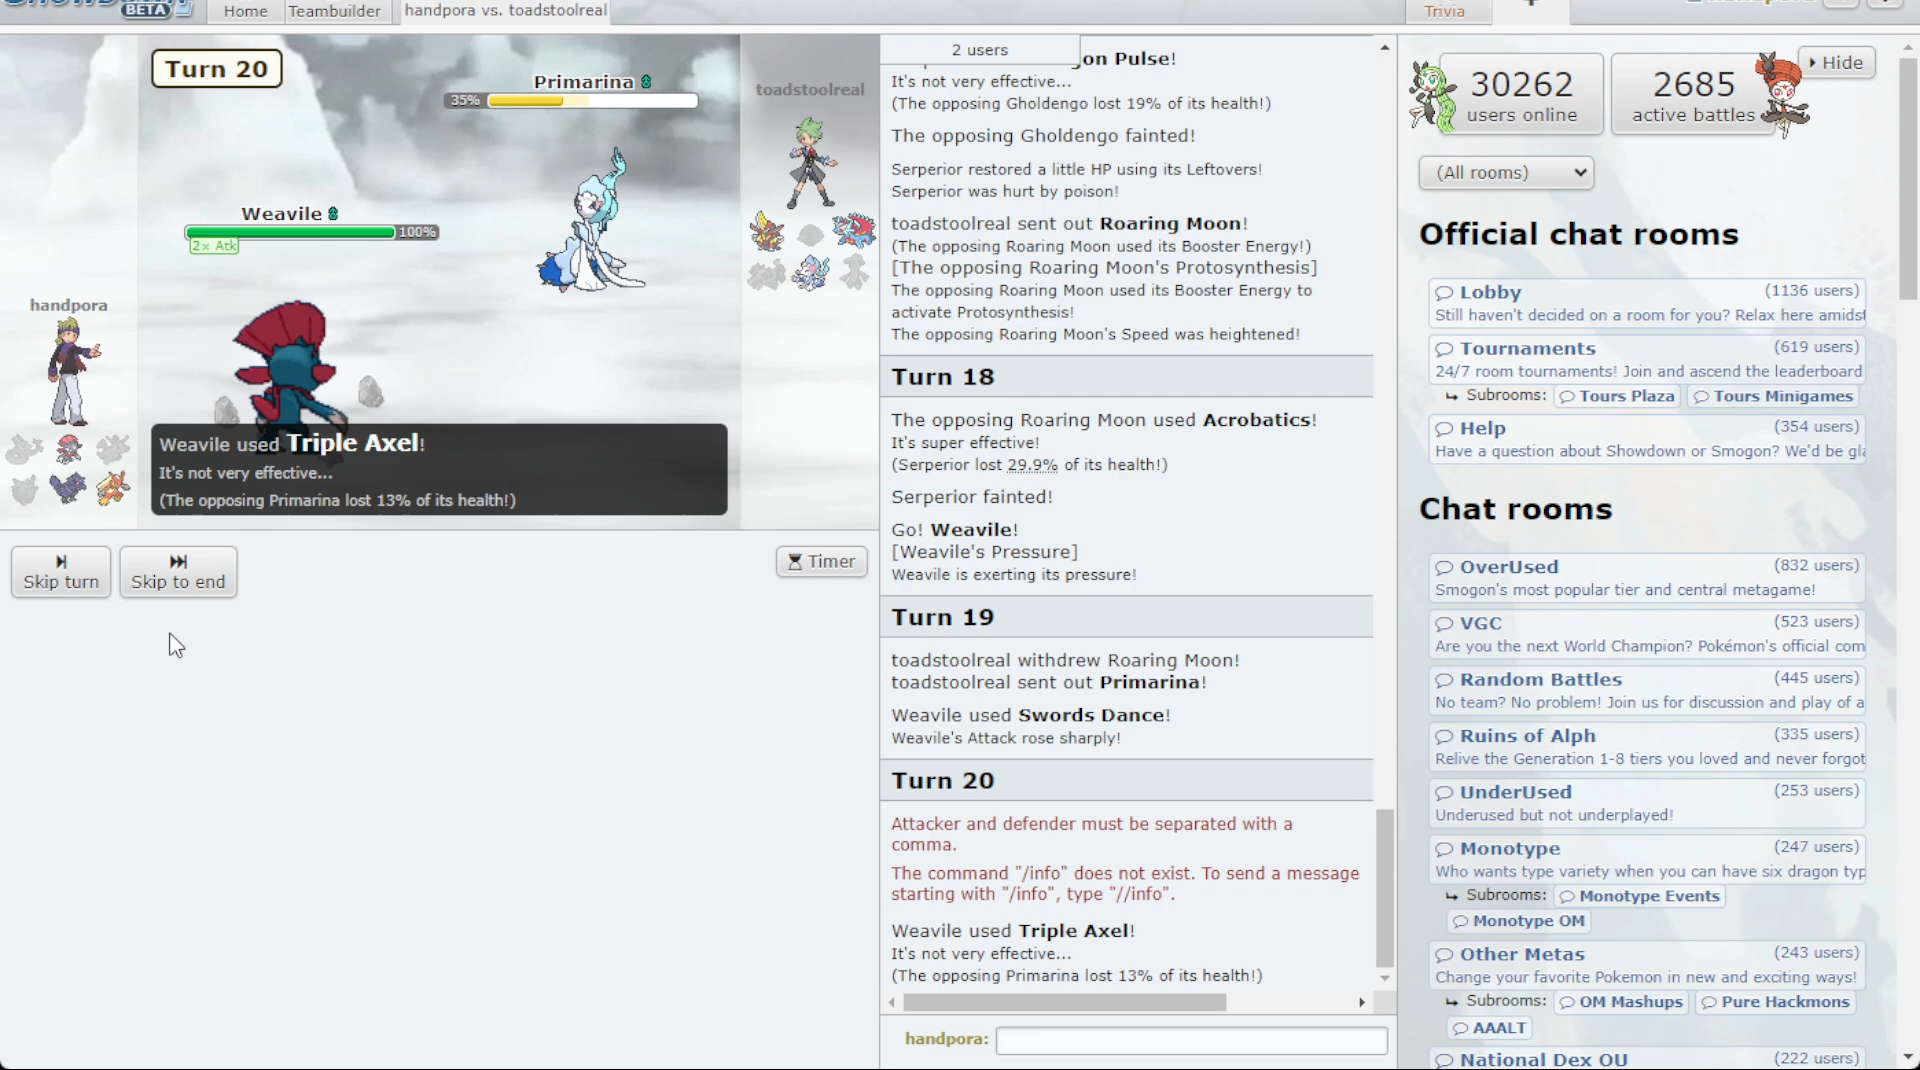 BETA
Home
Teambuilder
handpora vs. toadstoolreal
Trivia
Turn 20
Primarina
35%
Weavile
100%
2x Atk
handpora
toadstoolreal
Weavile used Triple Axel!
It's not very effective...
(The opposing Primarina lost 13% of its health!)
Skip turn
Skip to end
Timer
2 users
on Pulse!
It's not very effective...
(The opposing Gholdengo lost 19% of its health!)
The opposing Gholdengo fainted!
Serperior restored a little HP using its Leftovers!
Serperior was hurt by poison!
toadstoolreal sent out Roaring Moon!
(The opposing Roaring Moon used its Booster Energy!)
[The opposing Roaring Moon's Protosynthesis]
The opposing Roaring Moon used its Booster Energy to
activate Protosynthesis!
The opposing Roaring Moon's Speed was heightened!
Turn 18
The opposing Roaring Moon used Acrobatics!
It's super effective!
(Serperior lost 29.9% of its health!)
Serperior fainted!
Go! Weavile!
[Weavile's Pressure]
Weavile is exerting its pressure!
Turn 19
toadstoolreal withdrew Roaring Moon!
toadstoolreal sent out Primarina!
Weavile used Swords Dance!
Weavile's Attack rose sharply!
Turn 20
Attacker and defender must be separated with a
comma.
The command "/info" does not exist. To send a message
starting with "/info", type "//info".
Weavile used Triple Axel!
It's not very effective...
(The opposing Primarina lost 13% of its health!)
handpora:
30262
users online
2685
active battles
Hide
(All rooms)
Official chat rooms
Lobby (1136 users)
Still haven't decided on a room for you? Relax here amidst
Tournaments (619 users)
24/7 room tournaments! Join and ascend the leaderboard
Subrooms: Tours Plaza Tours Minigames
Help (354 users)
Have a question about Showdown or Smogon? We'd be gla
Chat rooms
OverUsed (832 users)
Smogon's most popular tier and central metagame!
VGC (523 users)
Are you the next World Champion? Pokémon's official com
Random Battles (445 users)
No team? No problem! Join us for discussion and play of a
Ruins of Alph (335 users)
Relive the Generation 1-8 tiers you loved and never forgot
UnderUsed (253 users)
Underused but not underplayed!
Monotype (247 users)
Who wants type variety when you can have six dragon typ
Subrooms: Monotype Events
Monotype OM
Other Metas (243 users)
Change your favorite Pokemon in new and exciting ways!
Subrooms: OM Mashups Pure Hackmons
AAALT
National Dex OU (222 users)